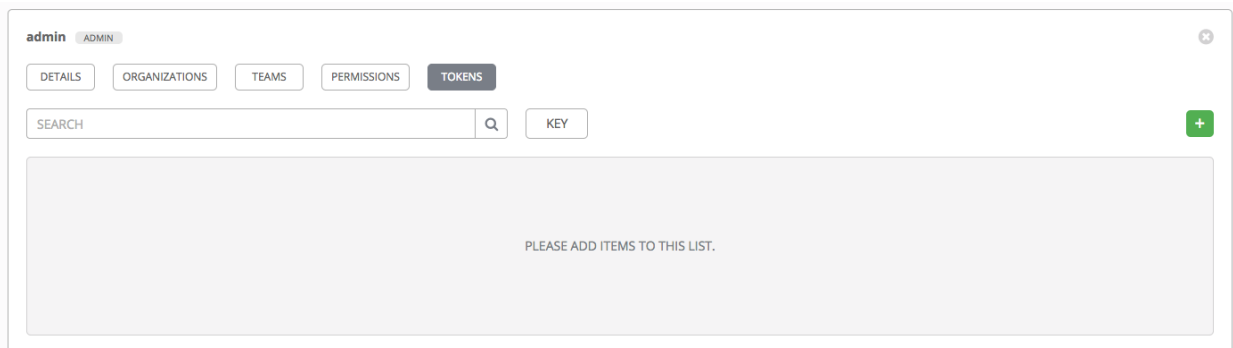 admin ADMIN
DETAILS ORGANIZATIONS TEAMS PERMISSIONS TOKENS
SEARCH KEY +
PLEASE ADD ITEMS TO THIS LIST.